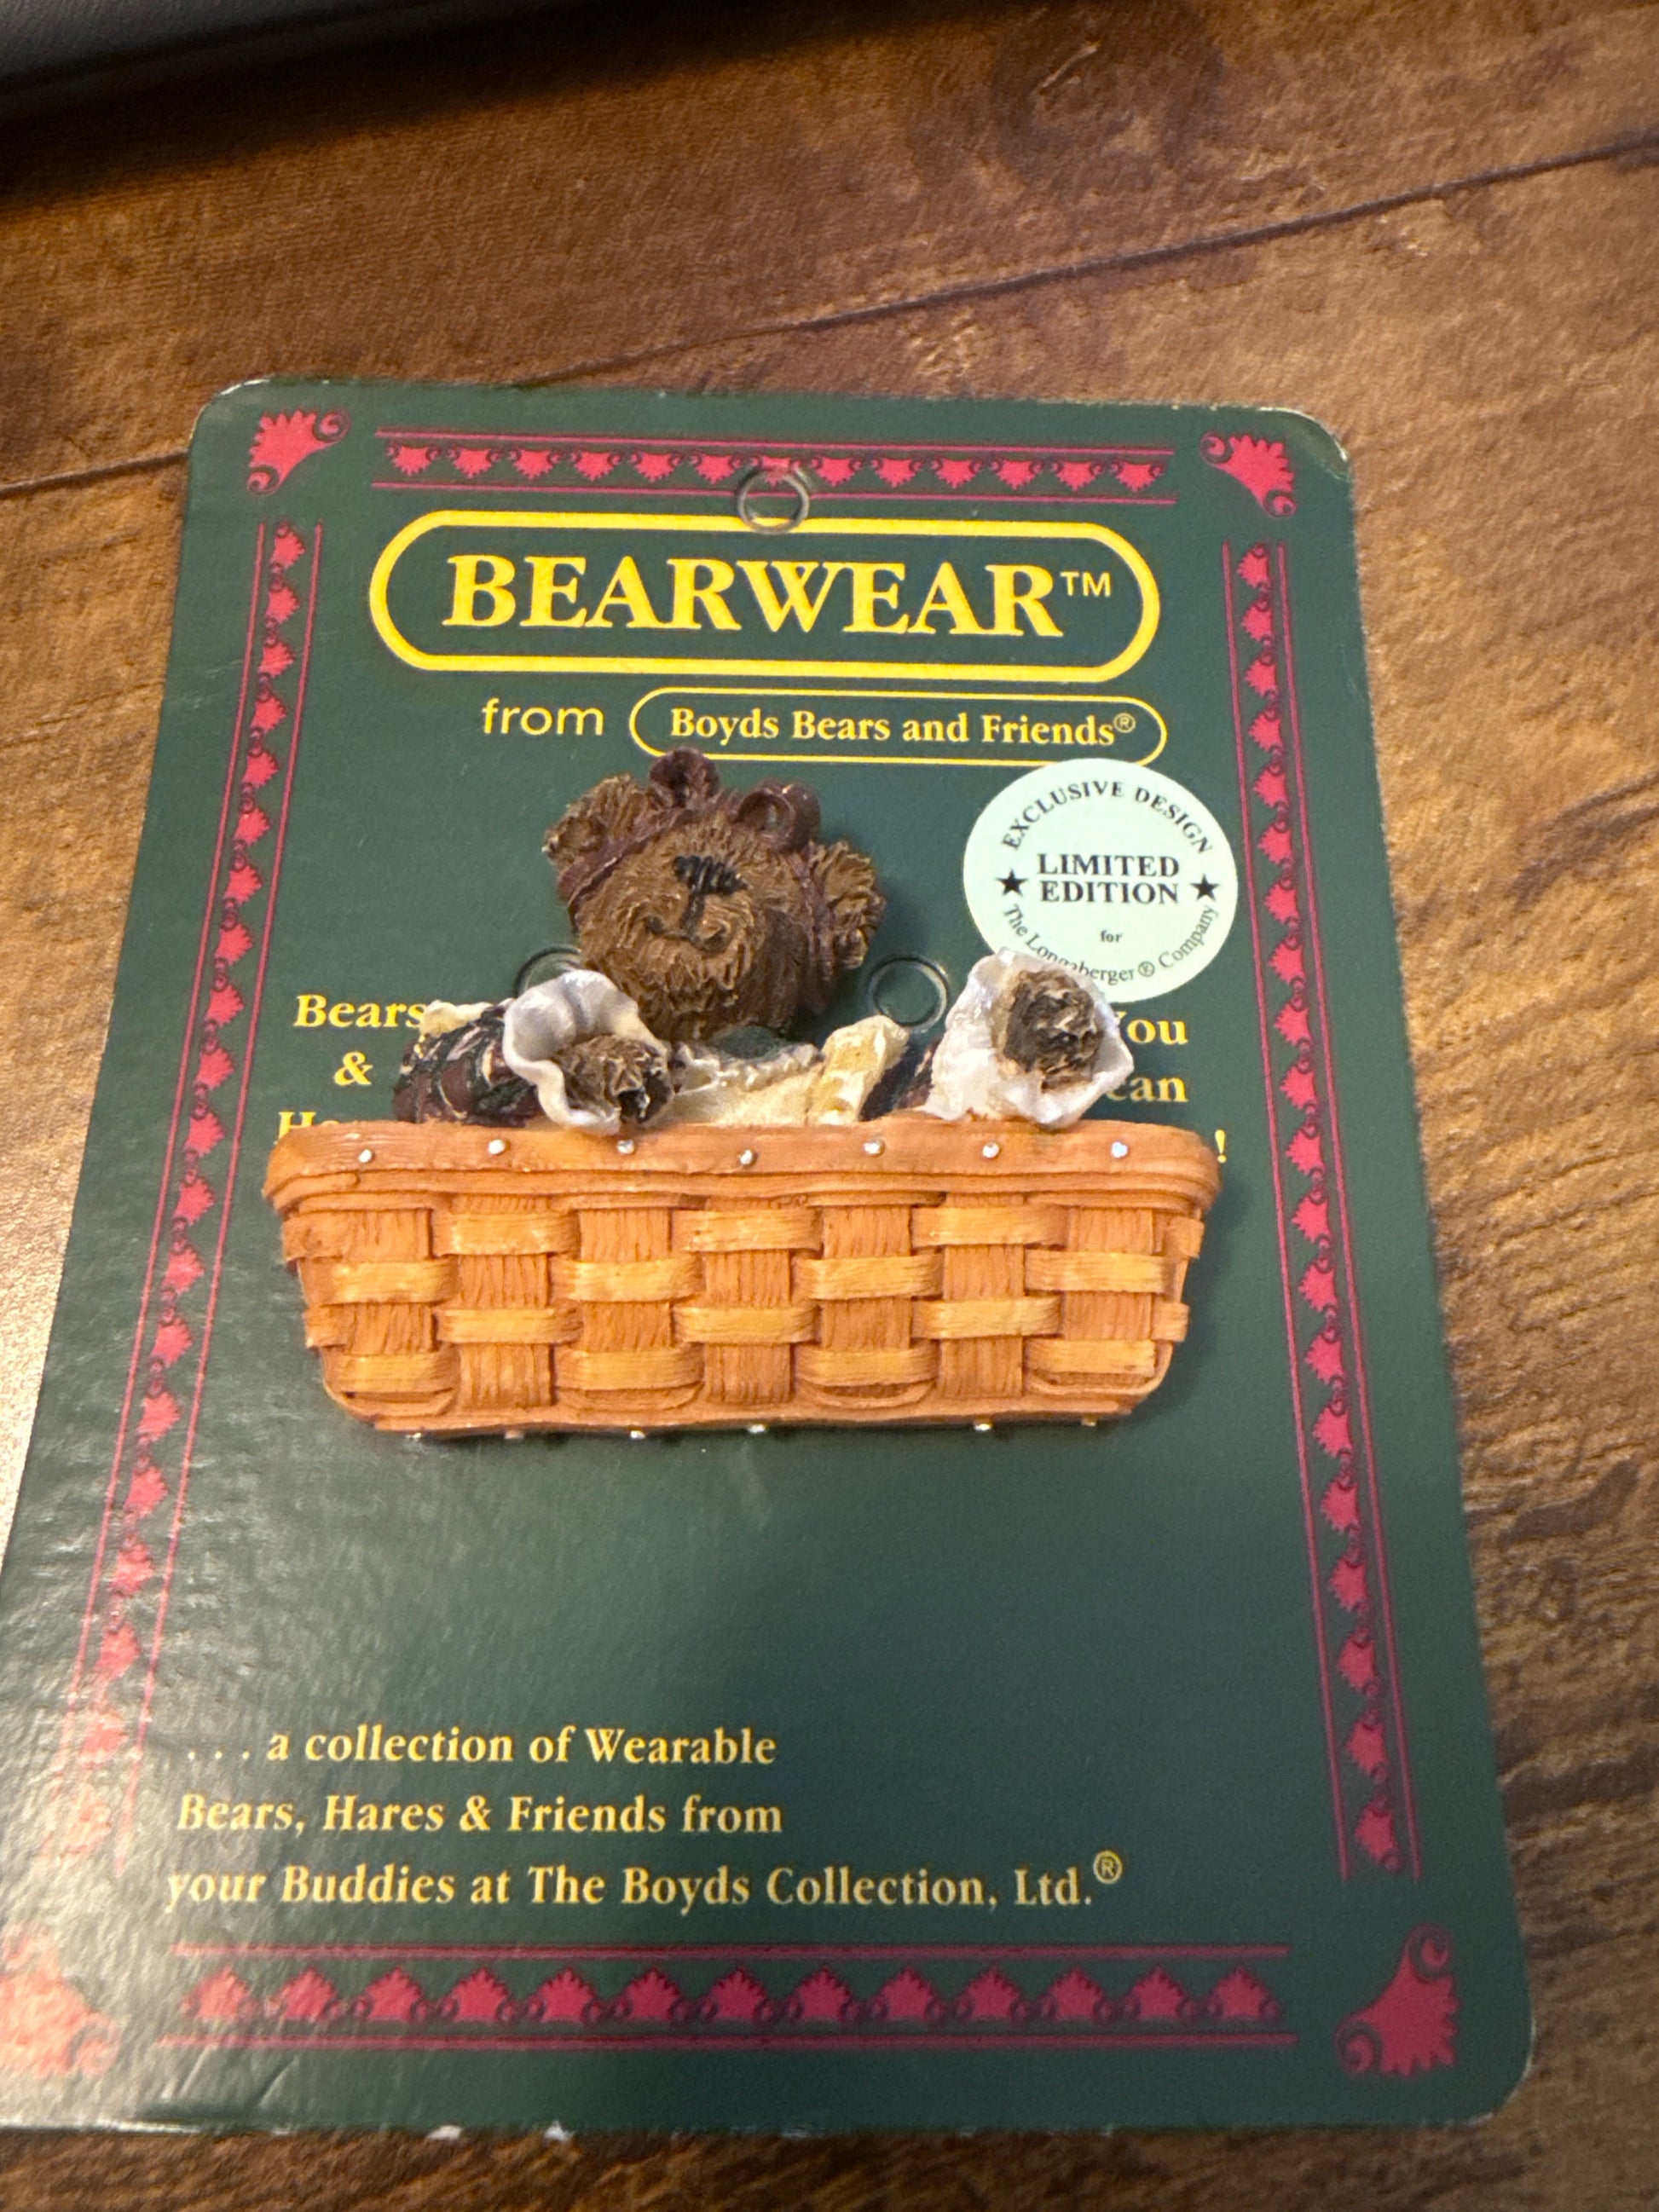 BEARWEAR™
from Boyds Bears and Friends®
EXCLUSIVE DESIGN
★ LIMITED EDITION ★
for
The Longaberger® Company
Bears You
& can
!
. . . a collection of Wearable
Bears, Hares & Friends from
your Buddies at The Boyds Collection, Ltd.®